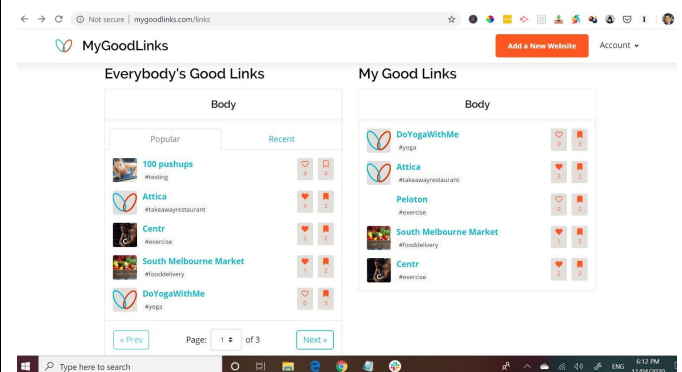 Not secure | mygoodlinks.com/links
MyGoodLinks
Add a New Website
Account
Everybody's Good Links
Body
Popular
Recent
100 pushups
#testing
4
4
Attica
#takeawayrestaurant
3
2
Centr
#exercise
2
2
South Melbourne Market
#fooddelivery
1
2
DoYogaWithMe
#yoga
0
3
« Prev
Page:
1
of 3
Next »
My Good Links
Body
DoYogaWithMe
#yoga
0
3
Attica
#takeawayrestaurant
3
2
Peloton
#exercise
0
2
South Melbourne Market
#fooddelivery
1
2
Centr
#exercise
2
2
Type here to search
ENG
6:12 PM
11/04/2020